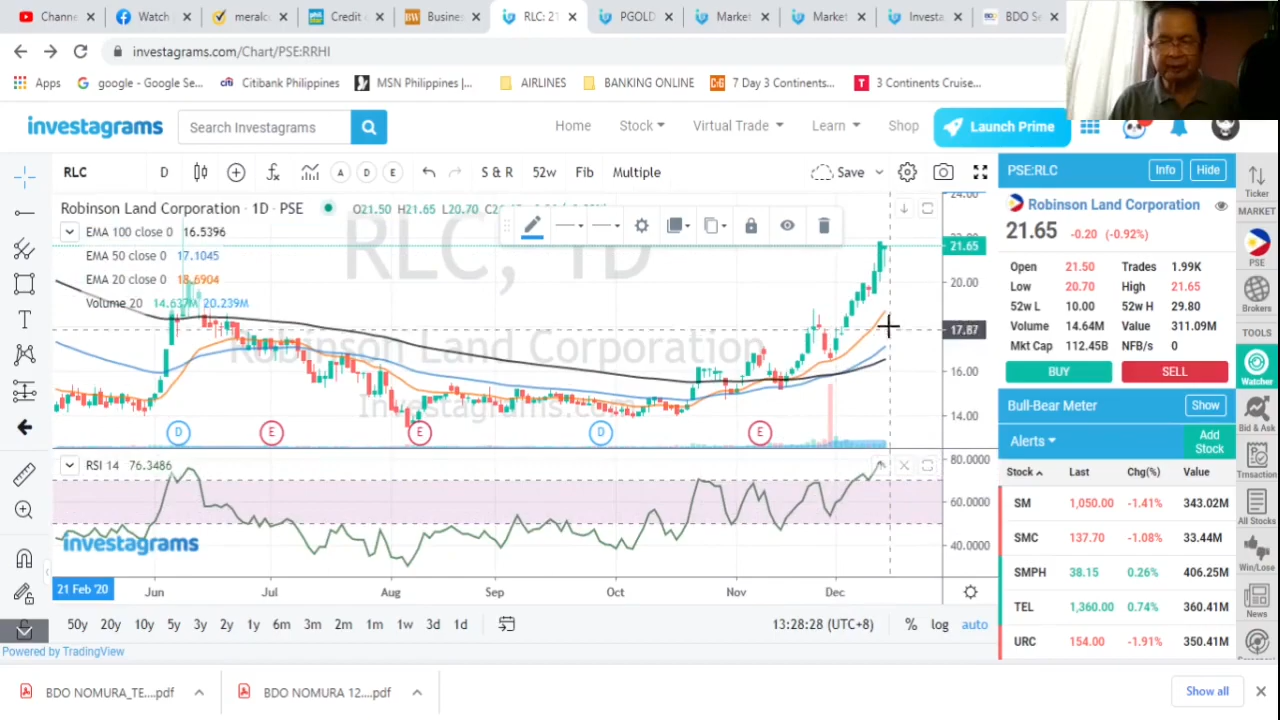 Channe
Watch
meralc
Credit
Busine
RLC: 21
PGOLD
Market
Market
Investa
BDO Se
investagrams.com/Chart/PSE:RRHI
Apps
google - Google Se...
Citibank Philippines
MSN Philippines |...
AIRLINES
BANKING ONLINE
7 Day 3 Continents...
3 Continents Cruise...
investagrams
Search Investagrams
Home
Stock
Virtual Trade
Learn
Shop
Launch Prime
RLC
D
A
D
E
S & R
52w
Fib
Multiple
Save
Robinson Land Corporation · 1D · PSE
O21.50 H21.65 L20.70
EMA 100 close 0 16.5396
EMA 50 close 0 17.1045
EMA 20 close 0 18.6904
Volume 20 14.637M 20.239M
RLC, 1D
Robinson Land Corporation
Investagrams.com
24.00
21.65
20.00
17.87
16.00
14.00
D
E
E
D
E
RSI 14 76.3486
80.0000
60.0000
40.0000
investagrams
21 Feb '20
Jun
Jul
Aug
Sep
Oct
Nov
Dec
50y
20y
10y
5y
3y
2y
1y
6m
3m
2m
1m
1w
3d
1d
13:28:28 (UTC+8)
%
log
auto
Powered by TradingView
PSE:RLC
Info
Hide
Robinson Land Corporation
21.65 -0.20 (-0.92%)
Open 21.50 Trades 1.99K
Low 20.70 High 21.65
52w L 10.00 52w H 29.80
Volume 14.64M Value 311.09M
Mkt Cap 112.45B NFB/s 0
BUY
SELL
Bull-Bear Meter
Show
Alerts
Add
Stock
Stock Last Chg(%) Value
SM 1,050.00 -1.41% 343.02M
SMC 137.70 -1.08% 33.44M
SMPH 38.15 0.26% 406.25M
TEL 1,360.00 0.74% 360.41M
URC 154.00 -1.91% 350.41M
Ticker
MARKET
PSE
Brokers
TOOLS
Watcher
Bid & Ask
Trnsaction
All Stocks
Win/Lose
News
BDO NOMURA_TE....pdf
BDO NOMURA 12....pdf
Show all